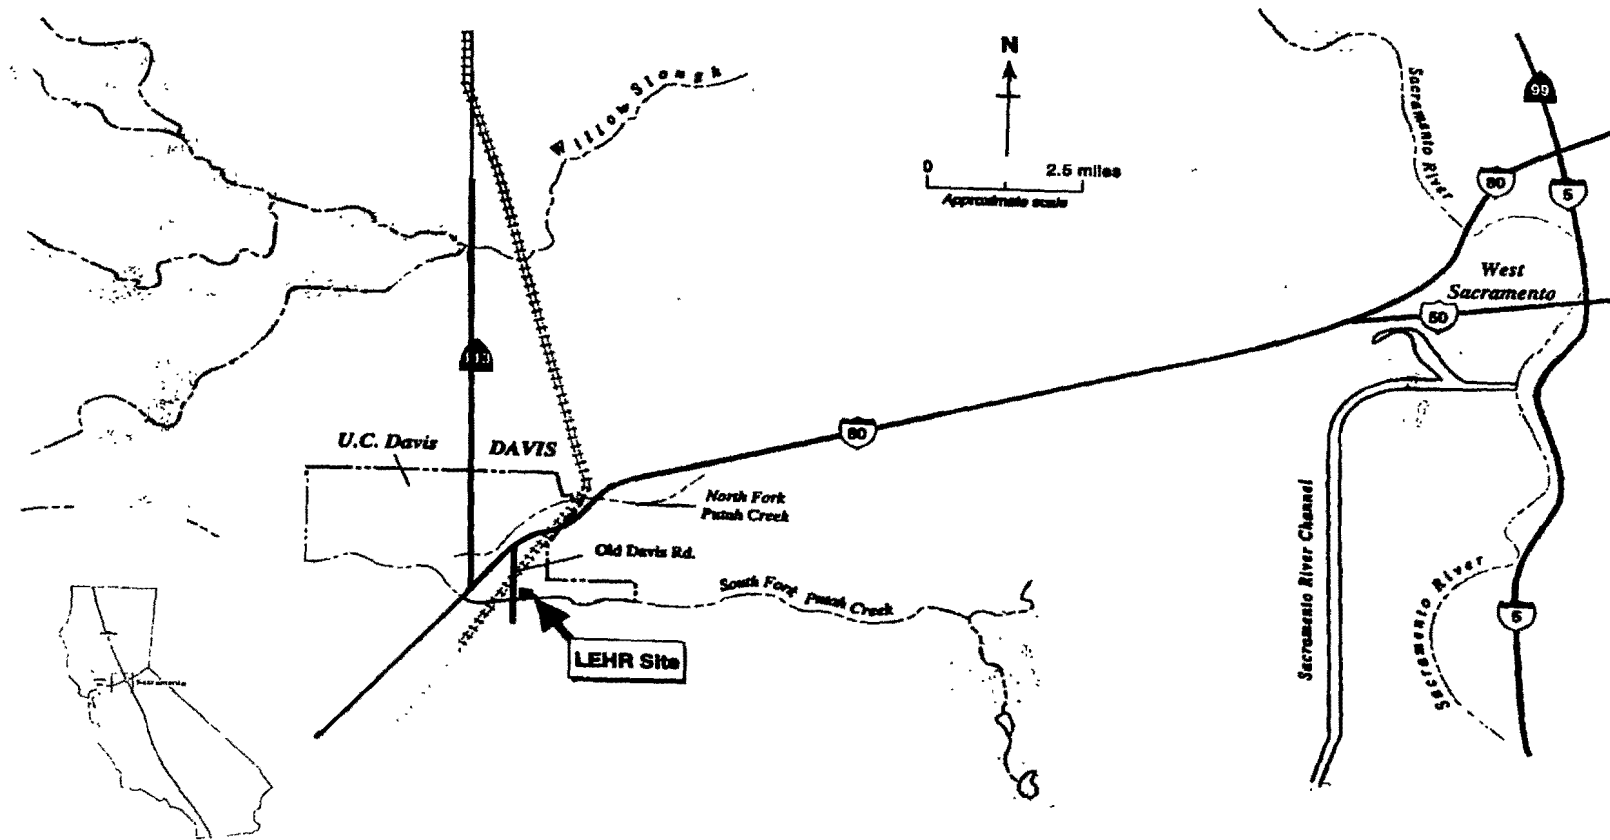 N
0 2.5 miles
Approximate scale
Willow Slough
Sacramento River
99
80
5
West
Sacramento
50
80
U.C. Davis
DAVIS
North Fork
Putah Creek
Old Davis Rd.
South Fork Putah Creek
LEHR Site
Sacramento River Channel
Sacramento River
5
Sacramento